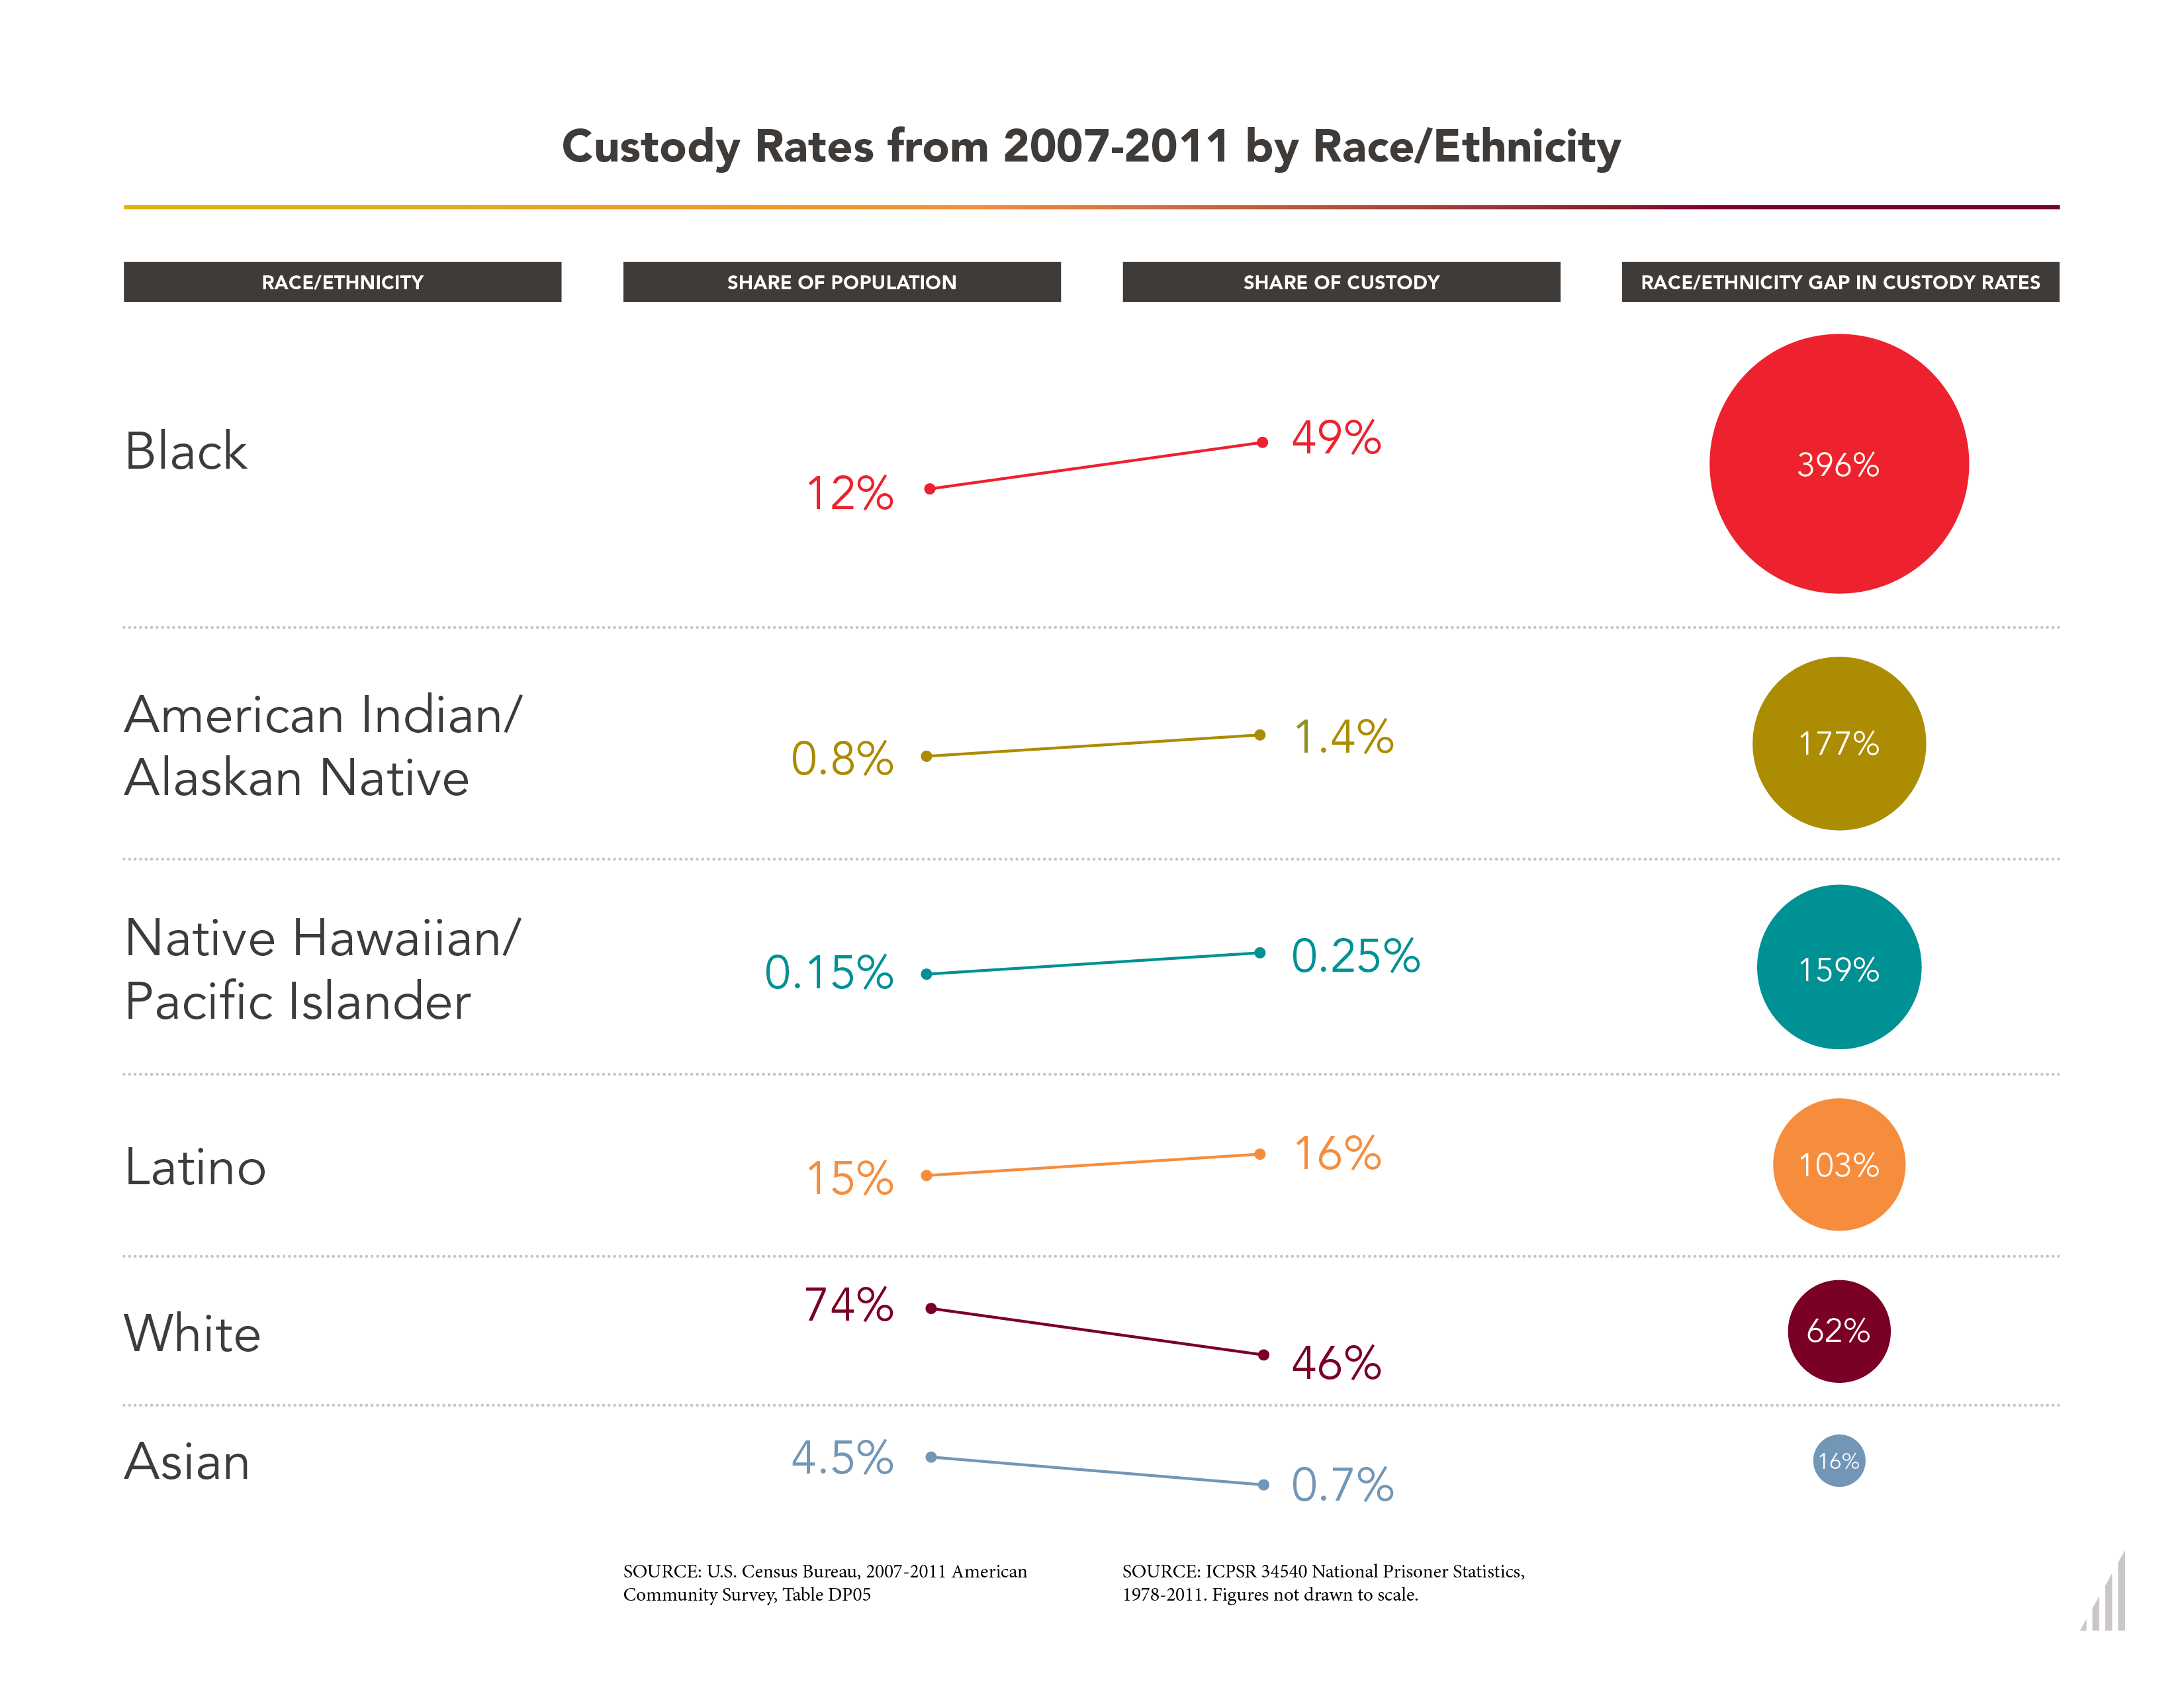 Custody Rates from 2007-2011 by Race/Ethnicity
RACE/ETHNICITY
SHARE OF POPULATION
SHARE OF CUSTODY
RACE/ETHNICITY GAP IN CUSTODY RATES
Black
12%
49%
396%
American Indian/
Alaskan Native
0.8%
1.4%
177%
Native Hawaiian/
Pacific Islander
0.15%
0.25%
159%
Latino
15%
16%
103%
White
74%
46%
62%
Asian
4.5%
0.7%
16%
SOURCE: U.S. Census Bureau, 2007-2011 American
Community Survey, Table DP05
SOURCE: ICPSR 34540 National Prisoner Statistics,
1978-2011. Figures not drawn to scale.